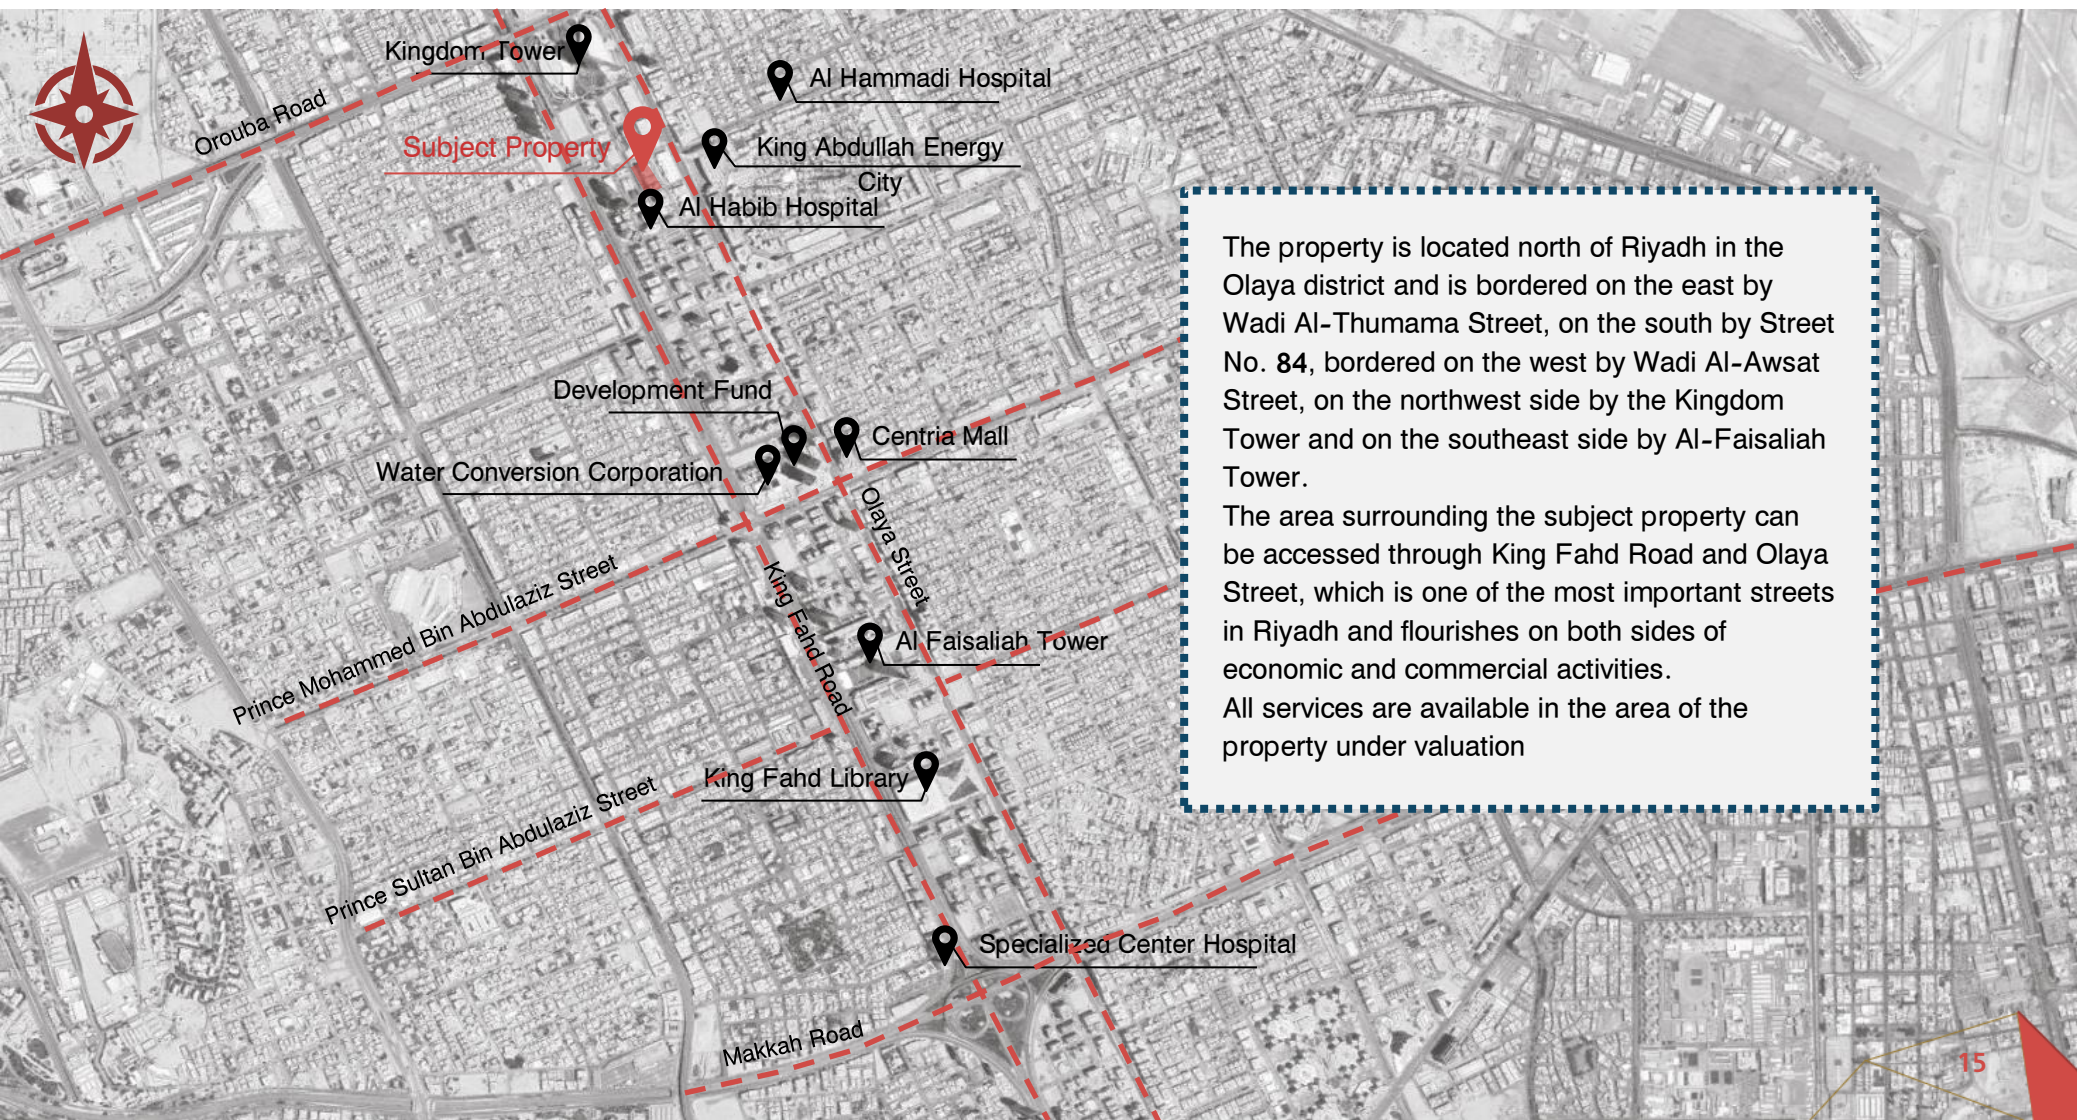 Kingdom Tower
Al Hammadi Hospital
Orouba Road
Subject Property
King Abdullah Energy
City
Al Habib Hospital
The property is located north of Riyadh in the
Olaya district and is bordered on the east by
Wadi Al-Thumama Street, on the south by Street
No. 84, bordered on the west by Wadi Al-Awsat
Street, on the northwest side by the Kingdom
Tower and on the southeast side by Al-Faisaliah
Tower.
The area surrounding the subject property can
be accessed through King Fahd Road and Olaya
Street, which is one of the most important streets
in Riyadh and flourishes on both sides of
economic and commercial activities.
All services are available in the area of the
property under valuation
Development Fund
Centria Mall
Water Conversion Corporation
Olaya Street
King Fahd Road
Prince Mohammed Bin Abdulaziz Street
Al Faisaliah Tower
King Fahd Library
Prince Sultan Bin Abdulaziz Street
Specialized Center Hospital
Makkah Road
15